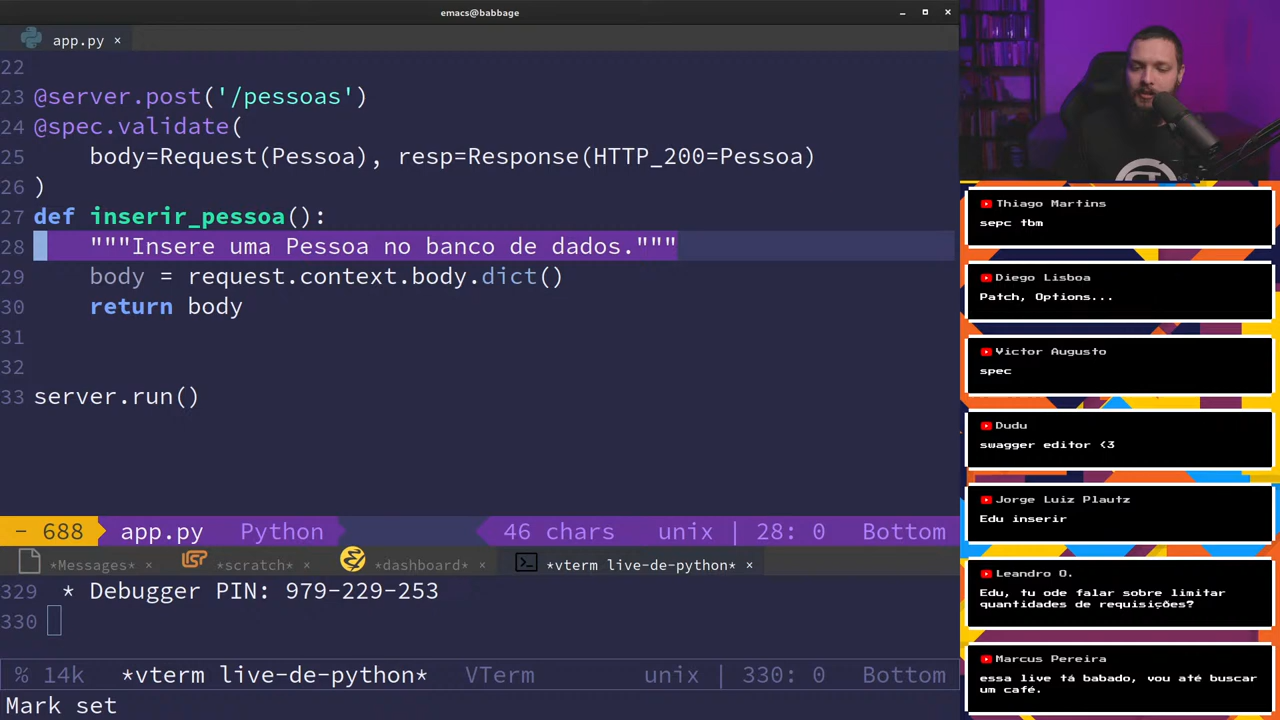 emacs@babbage
app.py ×
22
23 @server.post('/pessoas')
24 @spec.validate(
25 body=Request(Pessoa), resp=Response(HTTP_200=Pessoa)
26 )
27 def inserir_pessoa():
28 """Insere uma Pessoa no banco de dados."""
29 body = request.context.body.dict()
30 return body
31
32
33 server.run()
- 688 app.py Python 46 chars unix | 28: 0 Bottom
*Messages* × *scratch* × *dashboard* × *vterm live-de-python* ×
329 * Debugger PIN: 979-229-253
330
% 14k *vterm live-de-python* VTerm unix | 330: 0 Bottom
Mark set
Thiago Martins
sepc tbm
Diego Lisboa
Patch, Options...
Victor Augusto
spec
Dudu
swagger editor <3
Jorge Luiz Plautz
Edu inserir
Leandro O.
Edu, tu ode falar sobre limitar
quantidades de requisições?
Marcus Pereira
essa live tá babado, vou até buscar
um café.